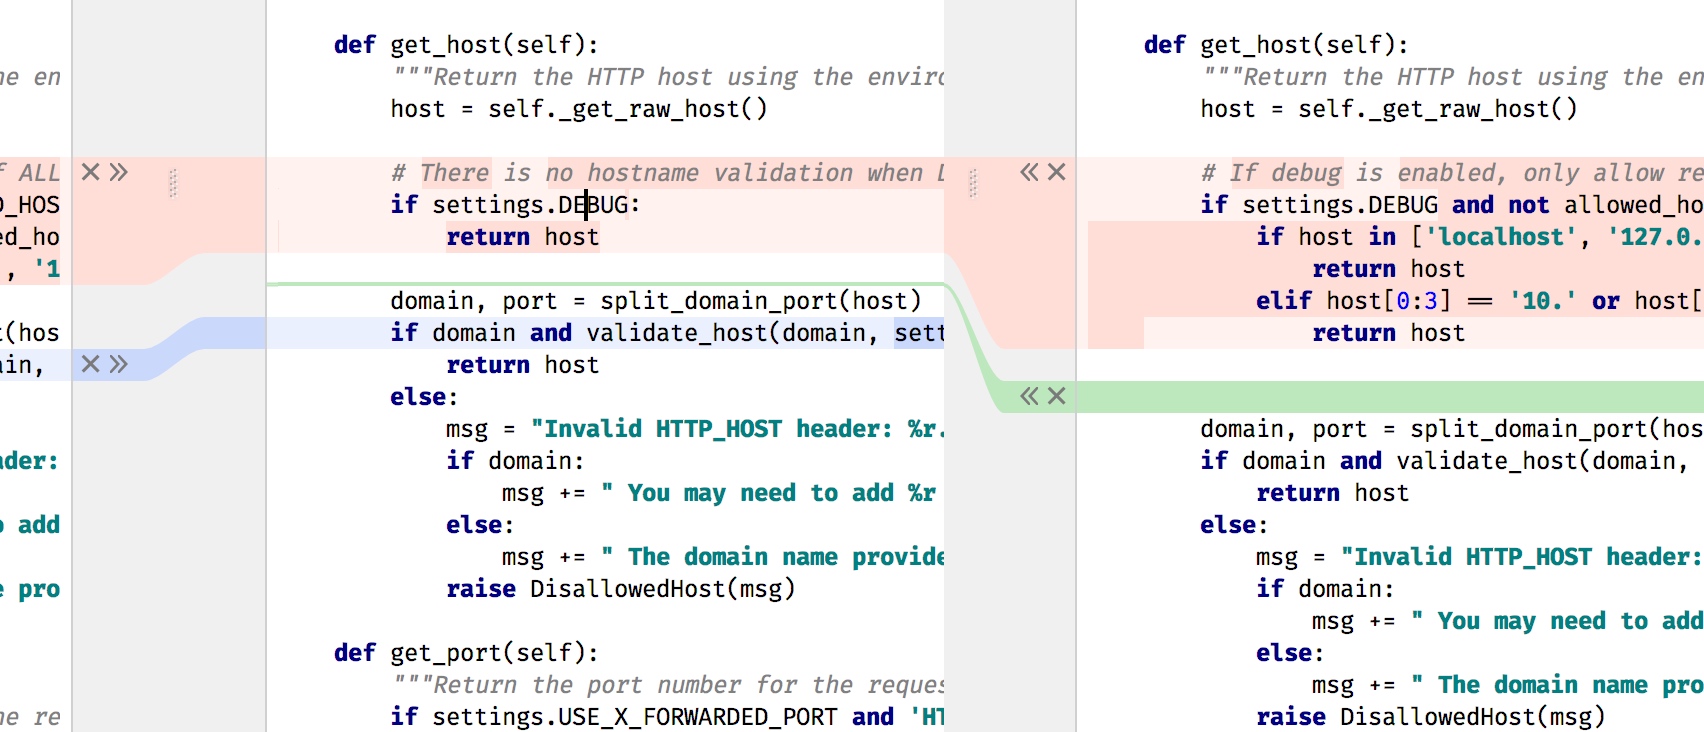 he en
f ALL
D_HOS
ed_ho
, '1
t(hos
ain,
ader:
o add
e pro
he re
def get_host(self):
"""Return the HTTP host using the enviro
host = self._get_raw_host()
# There is no hostname validation when D
if settings.DEBUG:
return host
domain, port = split_domain_port(host)
if domain and validate_host(domain, sett
return host
else:
msg = "Invalid HTTP_HOST header: %r.
if domain:
msg += " You may need to add %r
else:
msg += " The domain name provide
raise DisallowedHost(msg)
def get_port(self):
"""Return the port number for the reques
if settings.USE_X_FORWARDED_PORT and 'HT
def get_host(self):
"""Return the HTTP host using the en
host = self._get_raw_host()
# If debug is enabled, only allow re
if settings.DEBUG and not allowed_ho
if host in ['localhost', '127.0.
return host
elif host[0:3] == '10.' or host[
return host
domain, port = split_domain_port(hos
if domain and validate_host(domain,
return host
else:
msg = "Invalid HTTP_HOST header:
if domain:
msg += " You may need to add
else:
msg += " The domain name pro
raise DisallowedHost(msg)